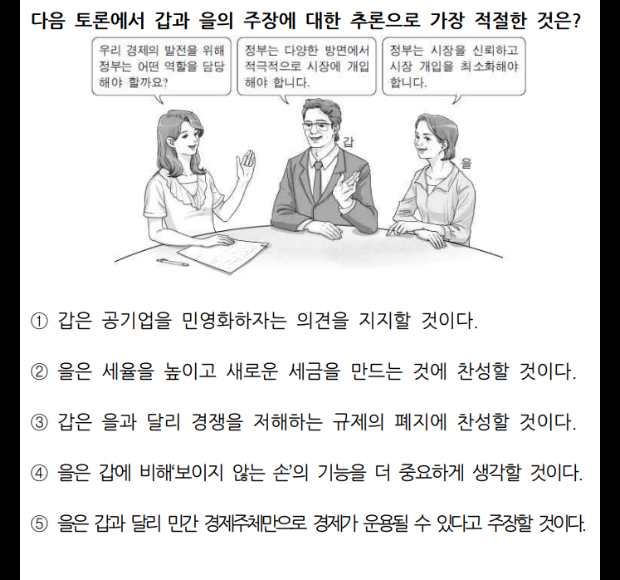 다음 토론에서 갑과 을의 주장에 대한 추론으로 가장 적절한 것은?
우리 경제의 발전을 위해
정부는 어떤 역할을 담당
해야 할까요?
정부는 다양한 방면에서
적극적으로 시장에 개입
해야 합니다.
정부는 시장을 신뢰하고
시장 개입을 최소화해야
합니다.
갑
을
① 갑은 공기업을 민영화하자는 의견을 지지할 것이다.
② 을은 세율을 높이고 새로운 세금을 만드는 것에 찬성할 것이다.
③ 갑은 을과 달리 경쟁을 저해하는 규제의 폐지에 찬성할 것이다.
④ 을은 갑에 비해‘보이지 않는 손’의 기능을 더 중요하게 생각할 것이다.
⑤ 을은 갑과 달리 민간 경제주체만으로 경제가 운용될 수 있다고 주장할 것이다.